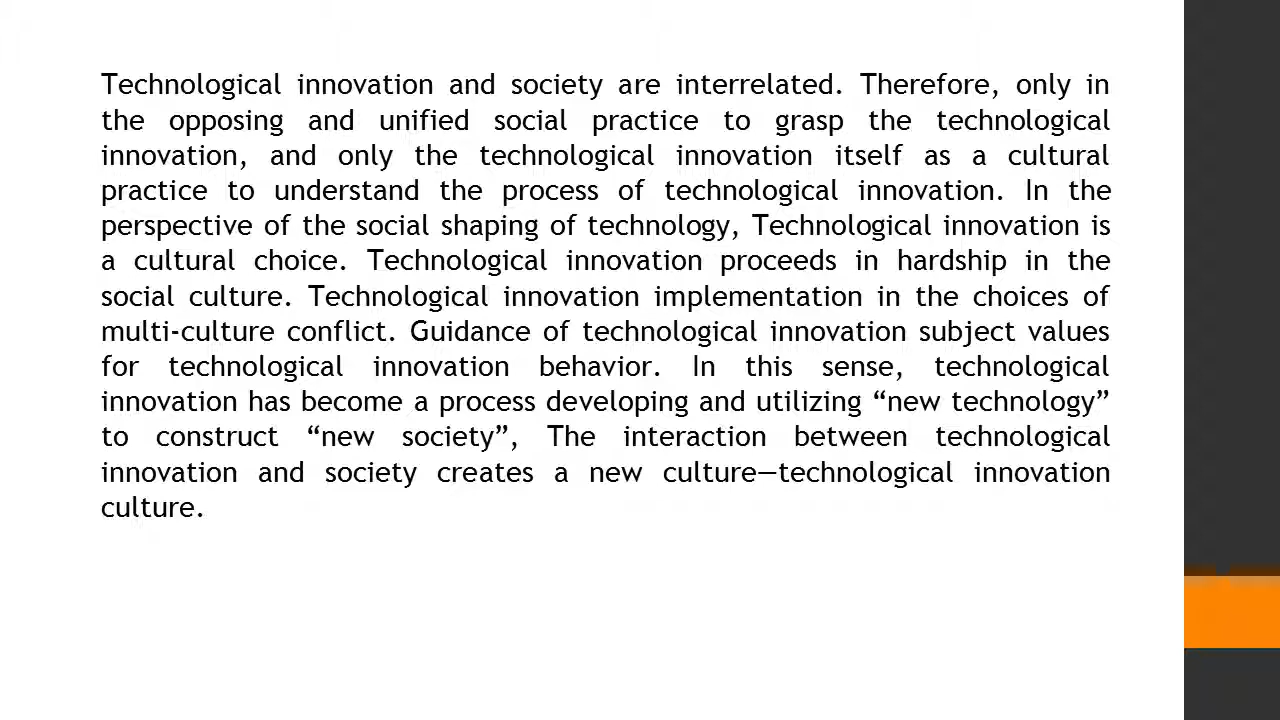 Technological innovation and society are interrelated. Therefore, only in
the opposing and unified social practice to grasp the technological
innovation, and only the technological innovation itself as a cultural
practice to understand the process of technological innovation. In the
perspective of the social shaping of technology, Technological innovation is
a cultural choice. Technological innovation proceeds in hardship in the
social culture. Technological innovation implementation in the choices of
multi-culture conflict. Guidance of technological innovation subject values
for technological innovation behavior. In this sense, technological
innovation has become a process developing and utilizing “new technology”
to construct “new society”, The interaction between technological
innovation and society creates a new culture—technological innovation
culture.